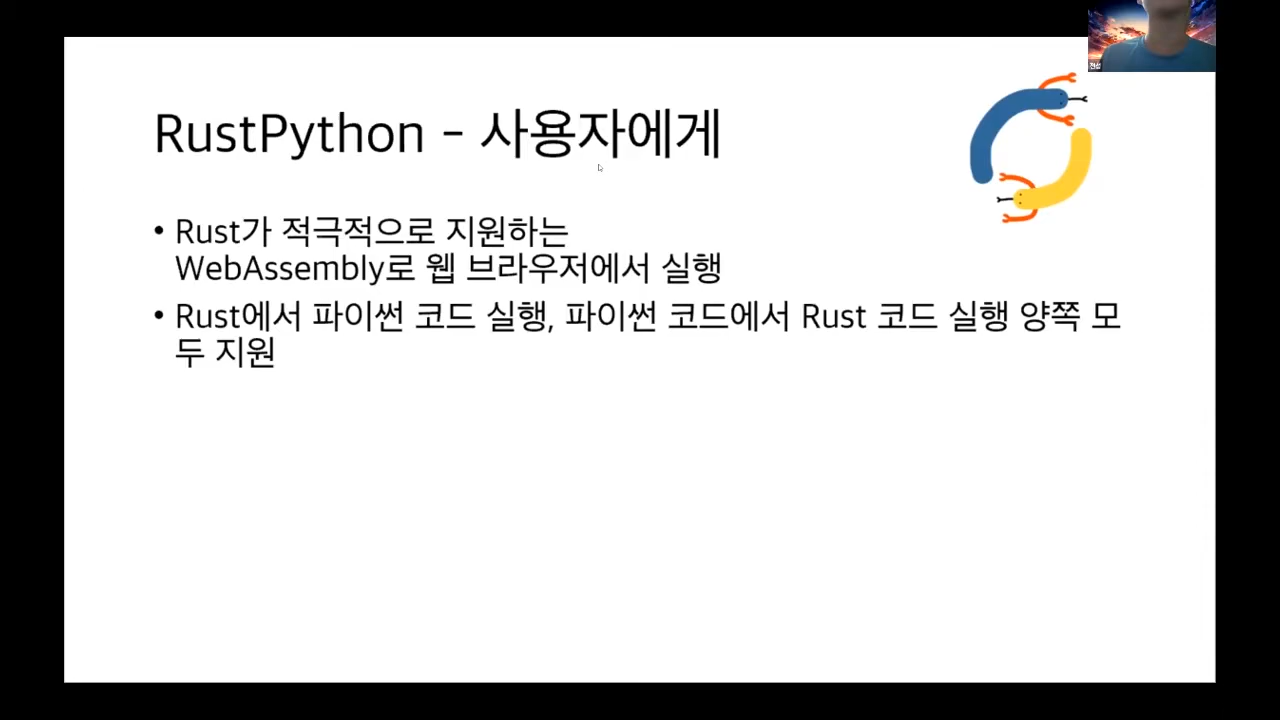 RustPython - 사용자에게
• Rust가 적극적으로 지원하는
WebAssembly로 웹 브라우저에서 실행
• Rust에서 파이썬 코드 실행, 파이썬 코드에서 Rust 코드 실행 양쪽 모
두 지원